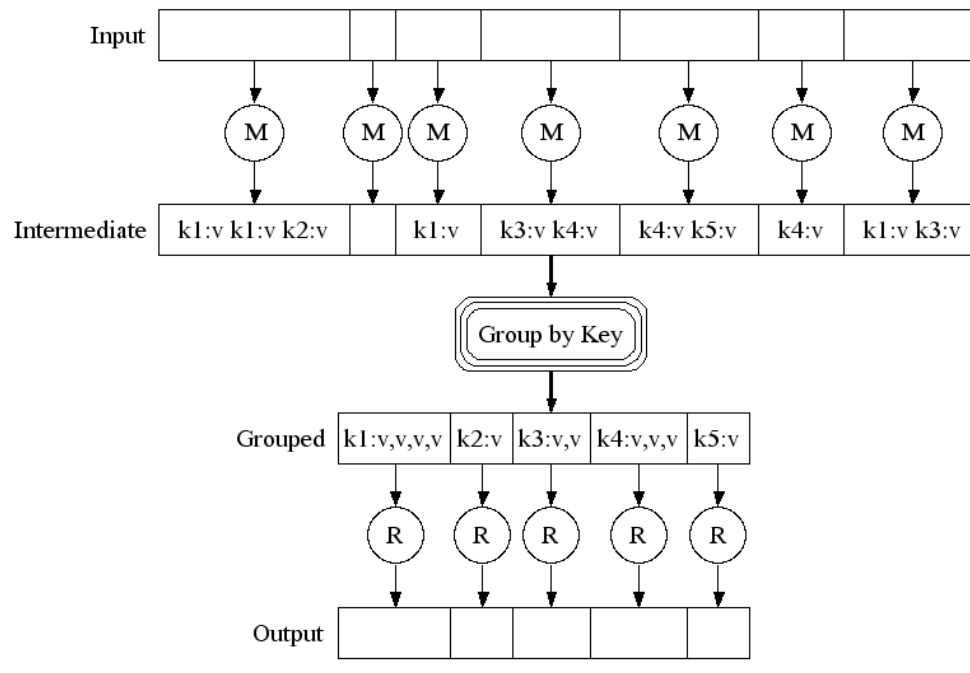 Input
M M M M M M M
Intermediate k1:v k1:v k2:v k1:v k3:v k4:v k4:v k5:v k4:v k1:v k3:v
Group by Key
Grouped k1:v,v,v,v k2:v k3:v,v k4:v,v,v k5:v
R R R R R
Output